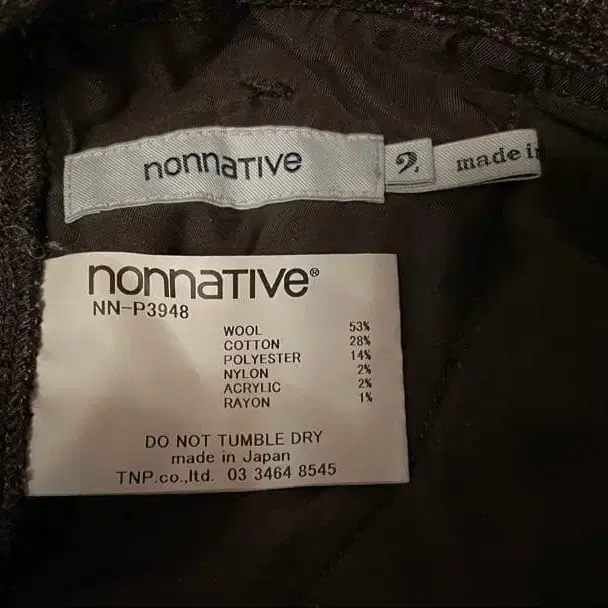 nonnative
2
made i
nonnative®
NN-P3948
WOOL 53%
COTTON 28%
POLYESTER 14%
NYLON 2%
ACRYLIC 2%
RAYON 1%
DO NOT TUMBLE DRY
made in Japan
TNP.co.,ltd. 03 3464 8545